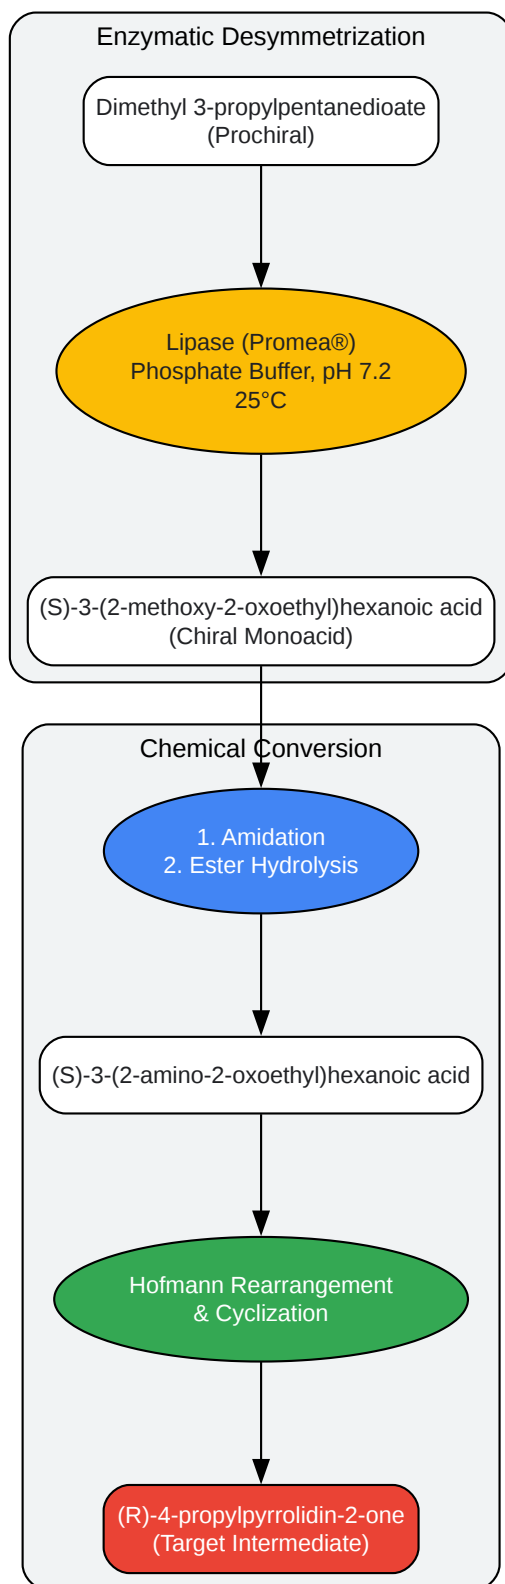 Enzymatic Desymmetrization
Dimethyl 3-propylpentanedioate
(Prochiral)
Lipase (Promea®)
Phosphate Buffer, pH 7.2
25°C
(S)-3-(2-methoxy-2-oxoethyl)hexanoic acid
(Chiral Monoacid)
Chemical Conversion
1. Amidation
2. Ester Hydrolysis
(S)-3-(2-amino-2-oxoethyl)hexanoic acid
Hofmann Rearrangement
& Cyclization
(R)-4-propylpyrrolidin-2-one
(Target Intermediate)